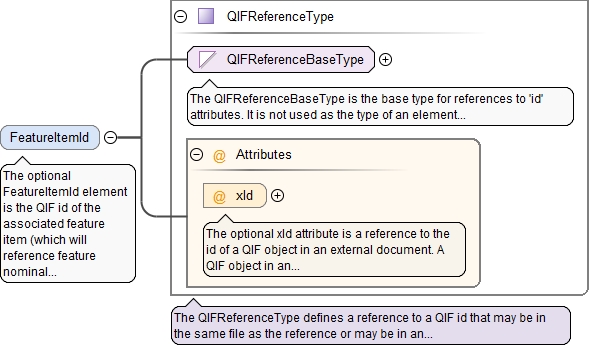 QIFReferenceType
QIFReferenceBaseType
The QIFReferenceBaseType is the base type for references to 'id'
attributes. It is not used as the type of an element...
FeatureItemId
The optional
FeatureItemId element
is the QIF id of the
associated feature
item (which will
reference feature
nominal...
@ Attributes
@ xId
The optional xId attribute is a reference to the
id of a QIF object in an external document. A
QIF object in an...
The QIFReferenceType defines a reference to a QIF id that may be in
the same file as the reference or may be in an...